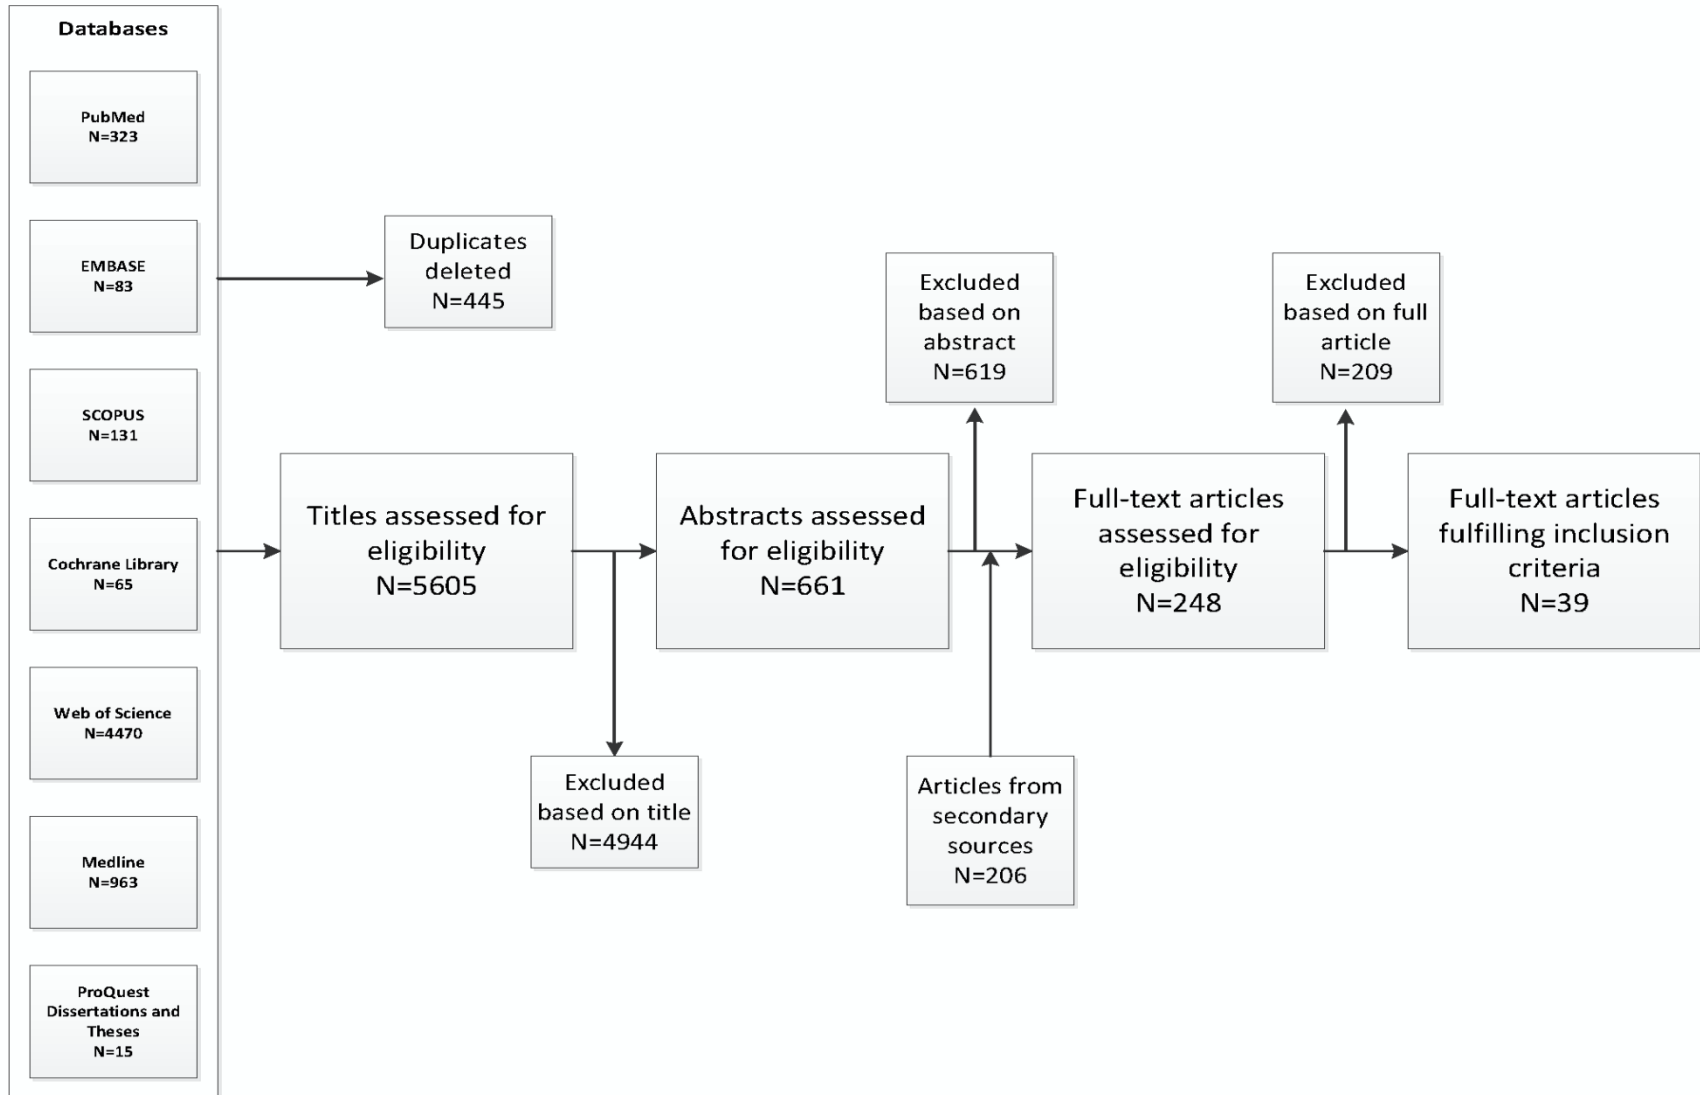 Databases
PubMed
N=323
EMBASE
N=83
SCOPUS
N=131
Cochrane Library
N=65
Web of Science
N=4470
Medline
N=963
ProQuest
Dissertations and
Theses
N=15
Duplicates
deleted
N=445
Titles assessed for
eligibility
N=5605
Excluded
based on title
N=4944
Abstracts assessed
for eligibility
N=661
Excluded
based on
abstract
N=619
Articles from
secondary
sources
N=206
Full-text articles
assessed for
eligibility
N=248
Excluded
based on full
article
N=209
Full-text articles
fulfilling inclusion
criteria
N=39